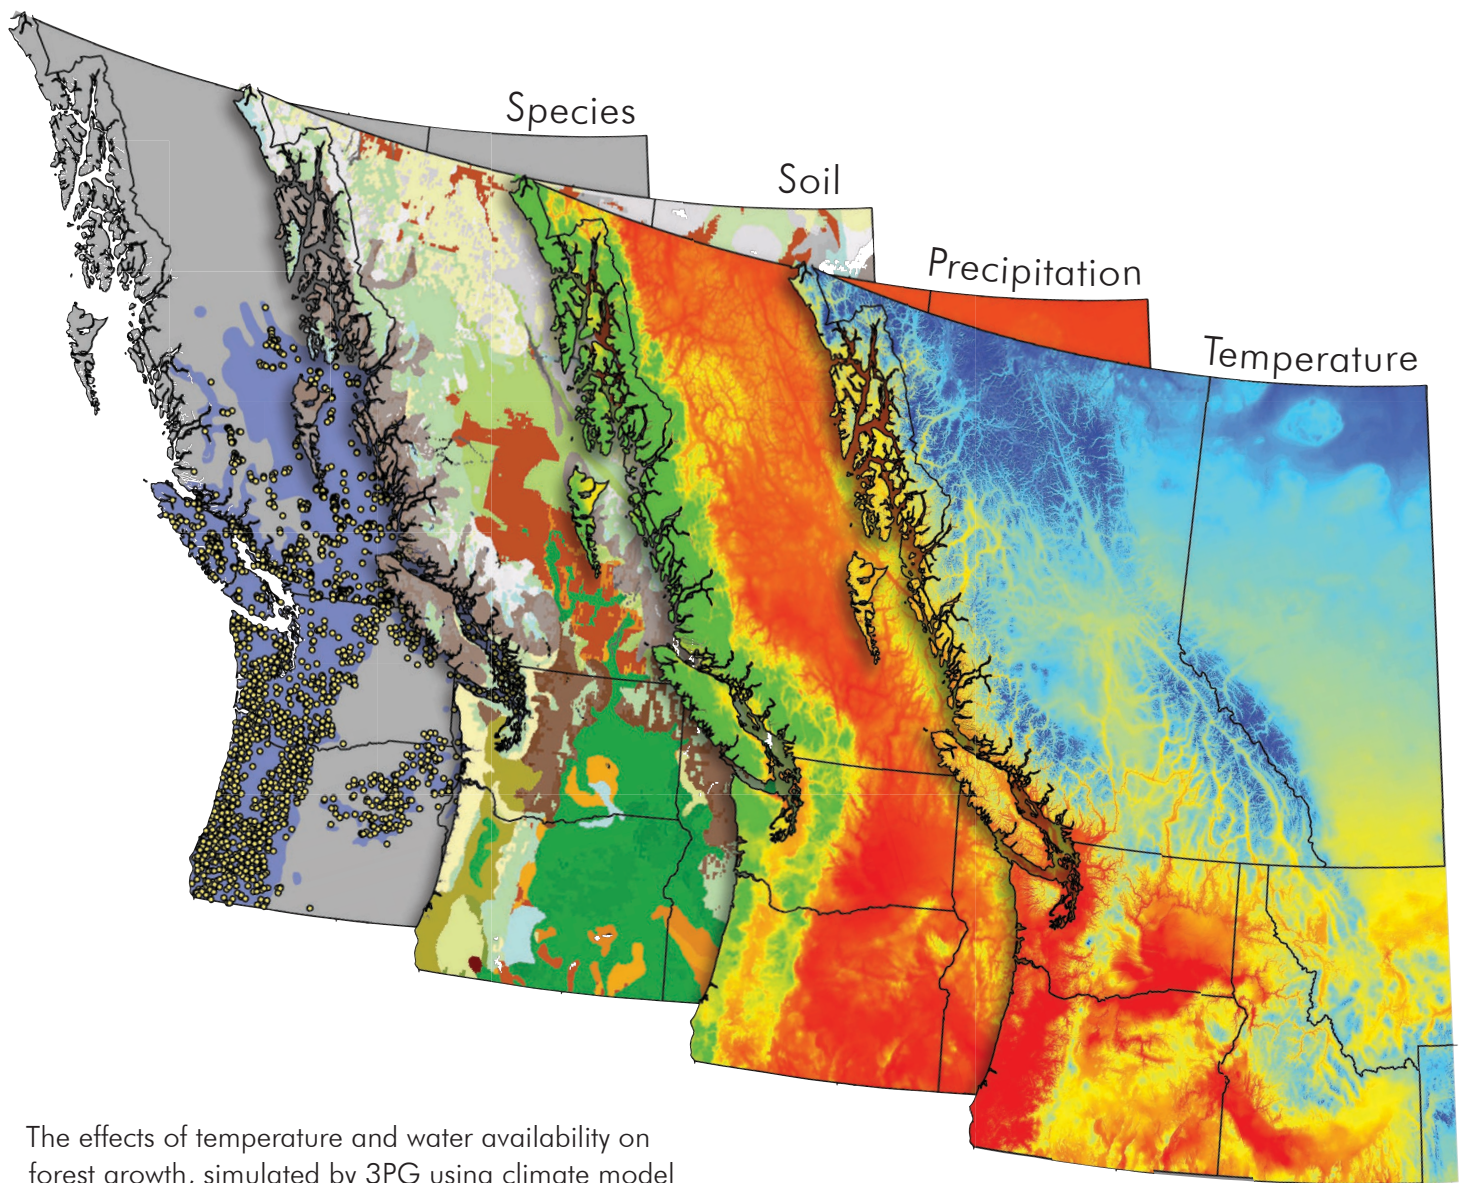 Species
Soil
Precipitation
Temperature
The effects of temperature and water availability on
forest growth, simulated by 3PG using climate model